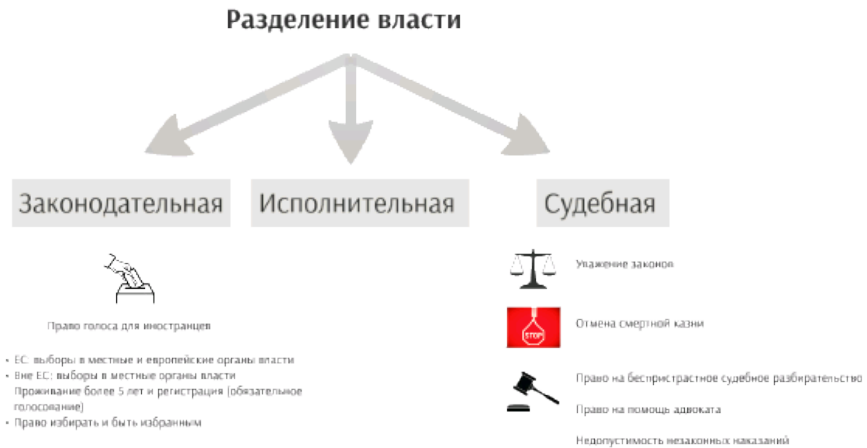 Разделение власти
Законодательная
Исполнительная
Судебная
Право голоса для иностранцев
• ЕС: выборы в местные и европейские органы власти
• Вне ЕС: выборы в местные органы власти
Проживание более 5 лет и регистрация (обязательное
голосование)
• Право избирать и быть избранным
Уважение законов
STOP
Отмена смертной казни
Право на беспристрастное судебное разбирательство
Право на помощь адвоката
Недопустимость незаконных наказаний